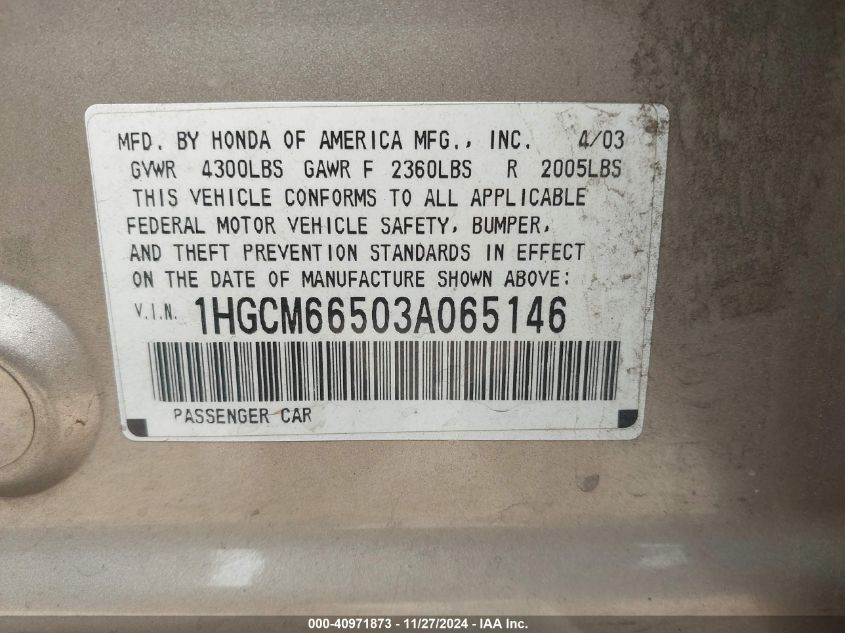 MFD. BY HONDA OF AMERICA MFG., INC. 4/03
GVWR 4300LBS GAWR F 2360LBS R 2005LBS
THIS VEHICLE CONFORMS TO ALL APPLICABLE
FEDERAL MOTOR VEHICLE SAFETY, BUMPER,
AND THEFT PREVENTION STANDARDS IN EFFECT
ON THE DATE OF MANUFACTURE SHOWN ABOVE:
V.I.N. 1HGCM66503A065146
PASSENGER CAR
000-40971873 - 11/27/2024 - IAA Inc.